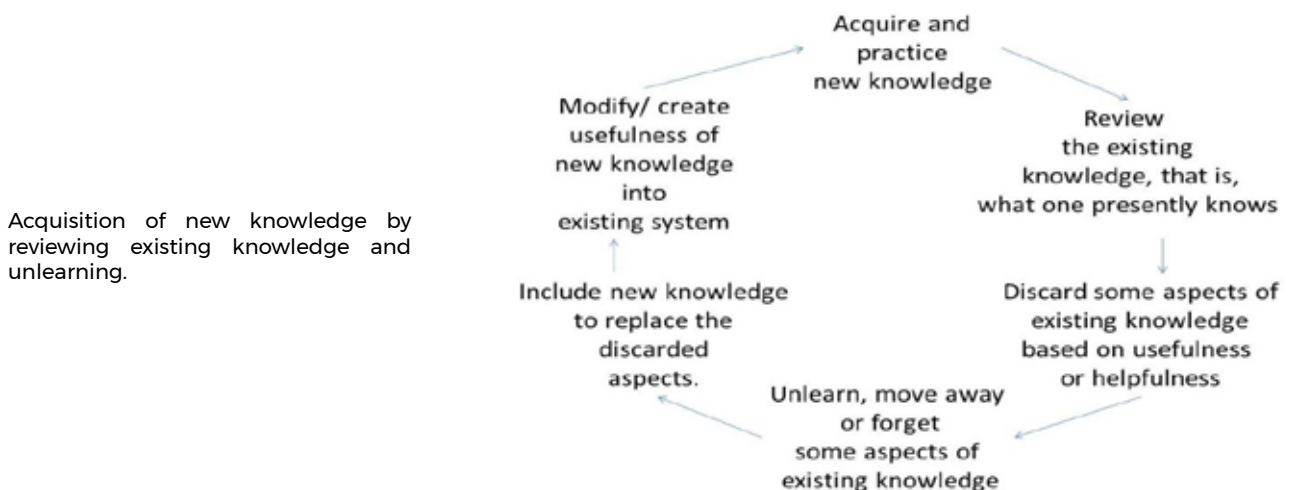 Acquisition of new knowledge by
reviewing existing knowledge and
unlearning.
Acquire and
practice
new knowledge
Review
the existing
knowledge, that is,
what one presently knows
Discard some aspects of
existing knowledge
based on usefulness
or helpfulness
Unlearn, move away
or forget
some aspects of
existing knowledge
Include new knowledge
to replace the
discarded
aspects.
Modify/ create
usefulness of
new knowledge
into
existing system